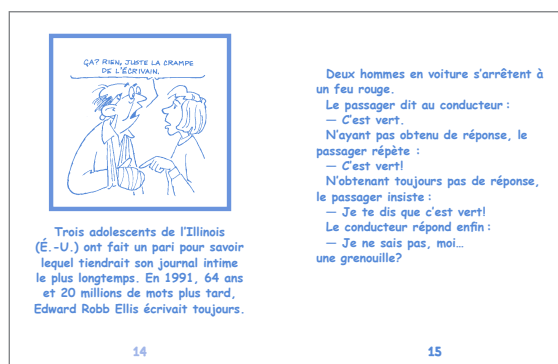 ÇA? RIEN, JUSTE LA CRAMPE
DE L'ÉCRIVAIN.
Trois adolescents de l'Illinois
(É.-U.) ont fait un pari pour savoir
lequel tiendrait son journal intime
le plus longtemps. En 1991, 64 ans
et 20 millions de mots plus tard,
Edward Robb Ellis écrivait toujours.
14
Deux hommes en voiture s'arrêtent à
un feu rouge.
Le passager dit au conducteur :
— C'est vert.
N'ayant pas obtenu de réponse, le
passager répète :
— C'est vert!
N'obtenant toujours pas de réponse,
le passager insiste :
— Je te dis que c'est vert!
Le conducteur répond enfin :
— Je ne sais pas, moi…
une grenouille?
15